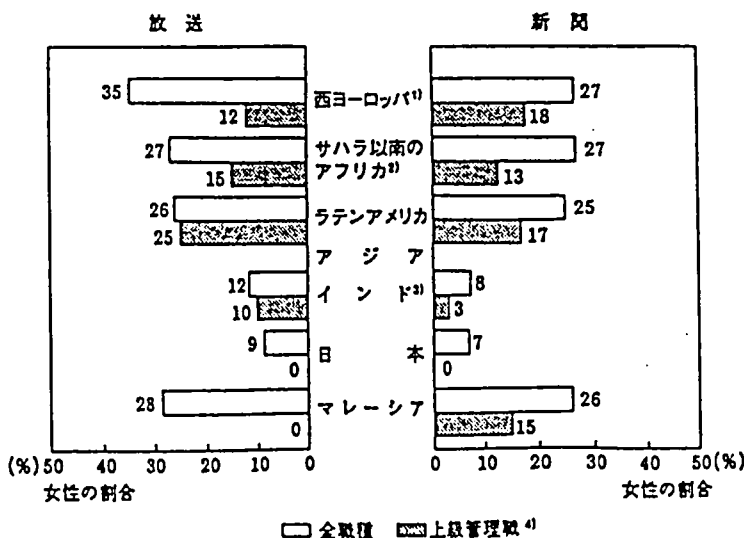 放送
新聞
35
西ヨーロッパ1)
27
12
18
27
サハラ以南の
アフリカ2)
27
15
13
26
ラテンアメリカ
25
25
17
アジア
12
インド3)
8
10
3
9
日本
7
0
0
28
マレーシア
26
0
15
(%) 50 40 30 20 10 0
0 10 20 30 40 50(%)
女性の割合
女性の割合
全職種 上級管理職4)